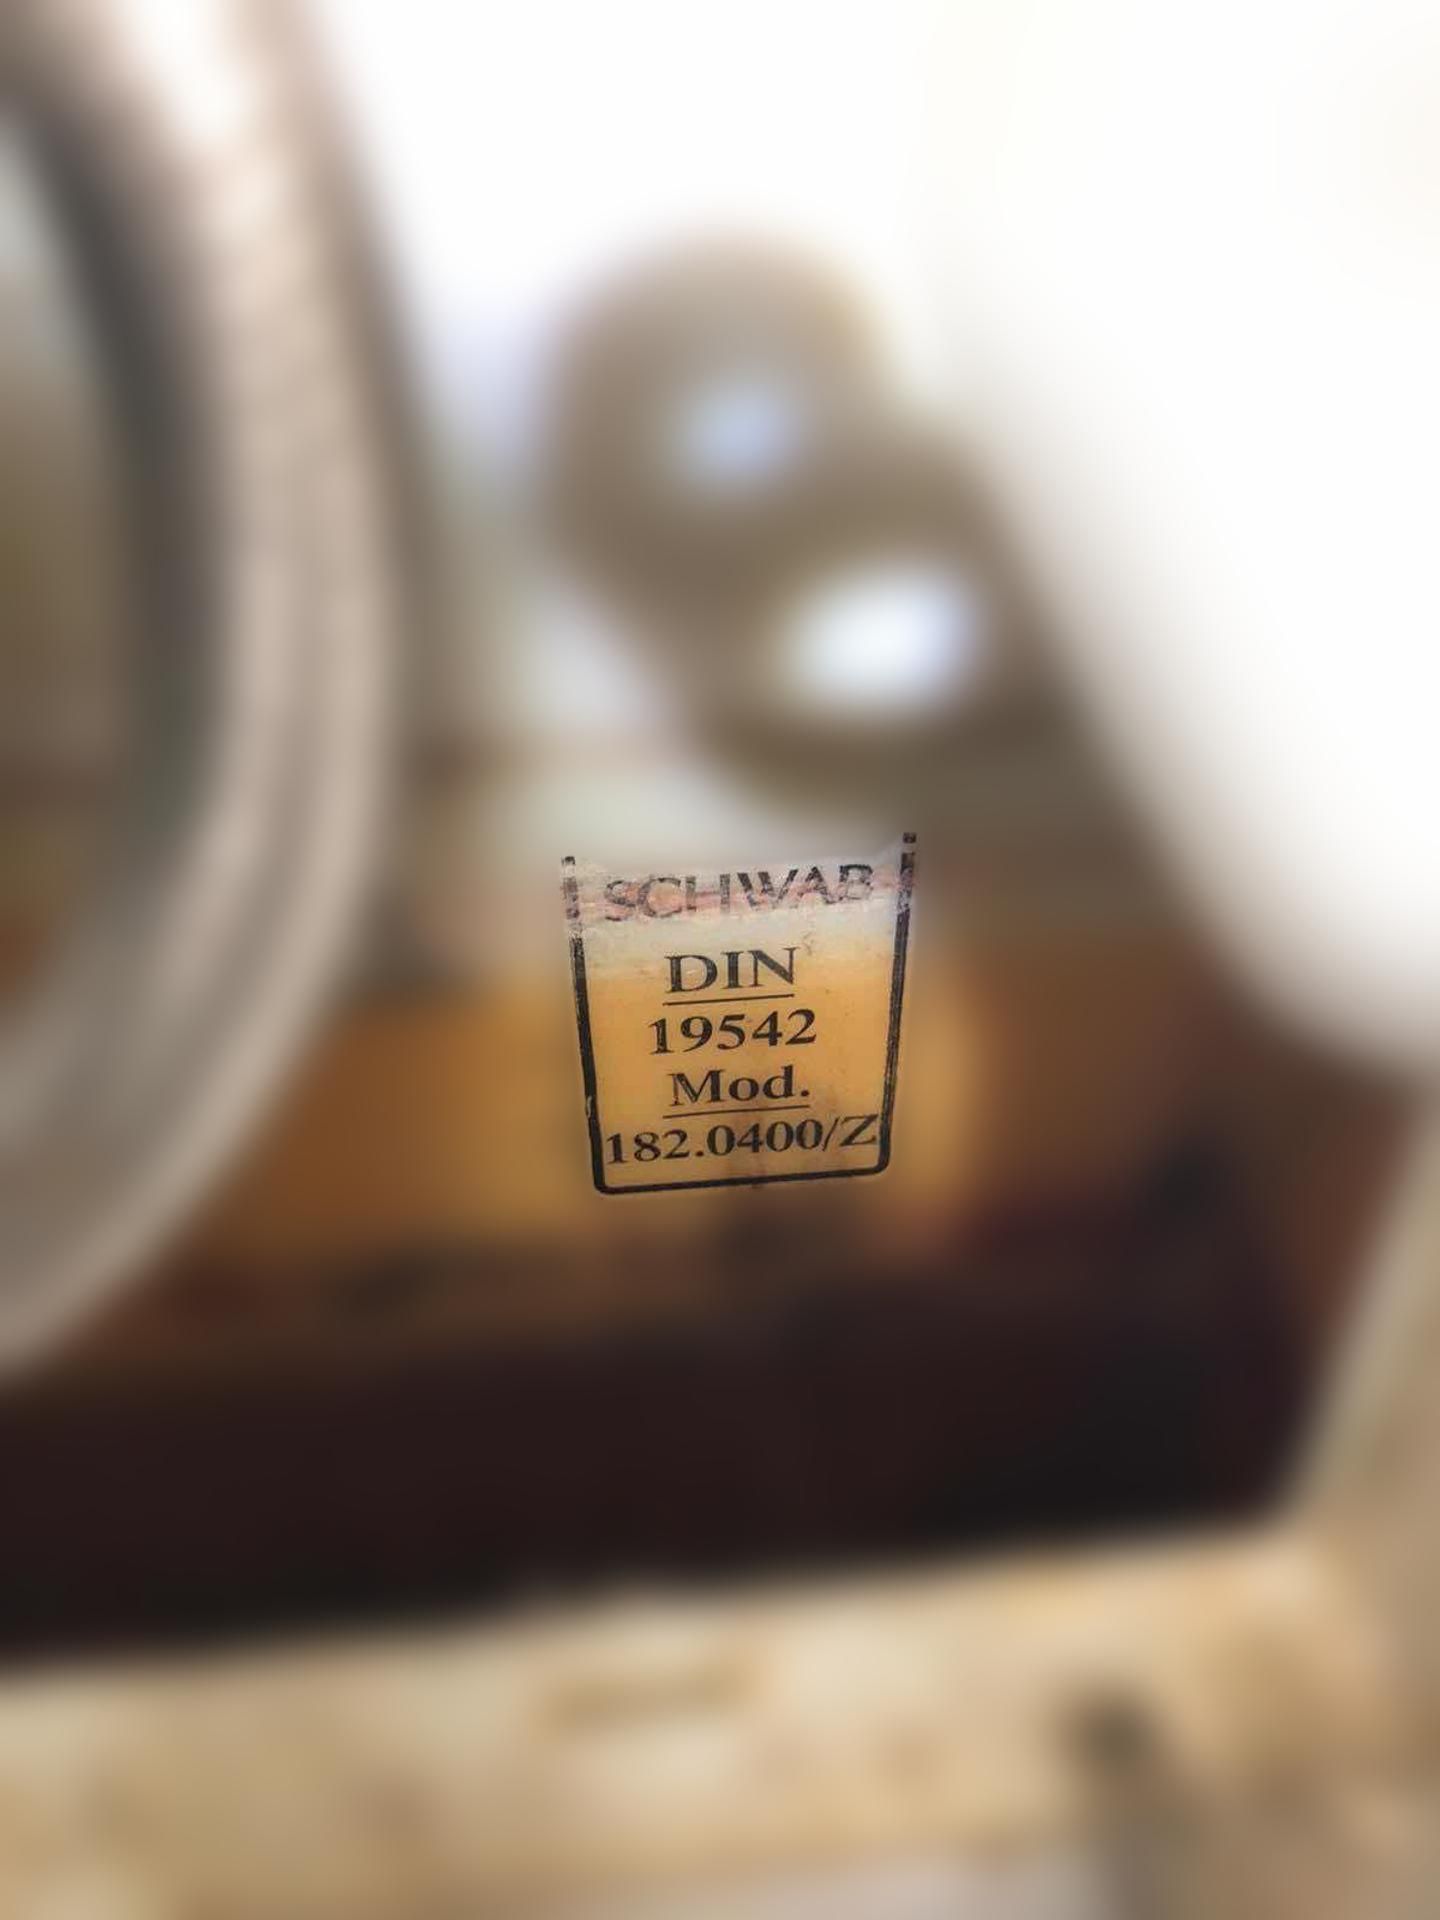 SCHWAB
DIN
19542
Mod.
182.0400/Z